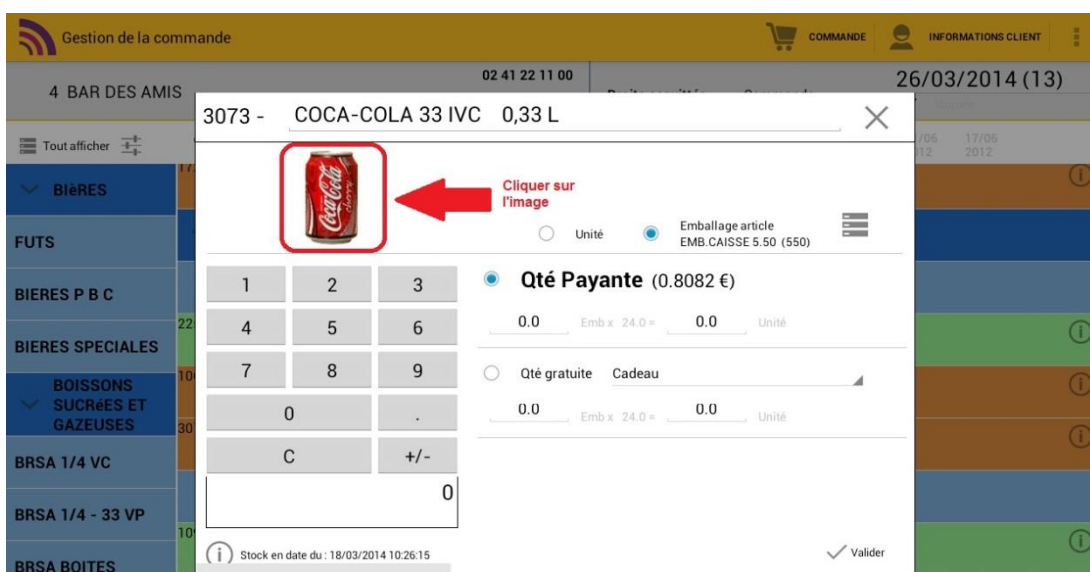 Gestion de la commande
COMMANDE
INFORMATIONS CLIENT
4 BAR DES AMIS
02 41 22 11 00
26/03/2014 (13)
3073 - COCA-COLA 33 IVC 0,33 L
Tout afficher
17/06
2012
BIèRES
FUTS
BIERES P B C
BIERES SPECIALES
BOISSONS
SUCRéES ET
GAZEUSES
BRSA 1/4 VC
BRSA 1/4 - 33 VP
BRSA BOITES
Coca-Cola
cherry
Cliquer sur
l'image
Unité
Emballage article
EMB.CAISSE 5.50 (550)
1 2 3
4 5 6
7 8 9
0 .
C +/-
0
Qté Payante (0.8082 €)
0.0 Emb x 24.0 = 0.0 Unité
Qté gratuite Cadeau
0.0 Emb x 24.0 = 0.0 Unité
Stock en date du : 18/03/2014 10:26:15
Valider